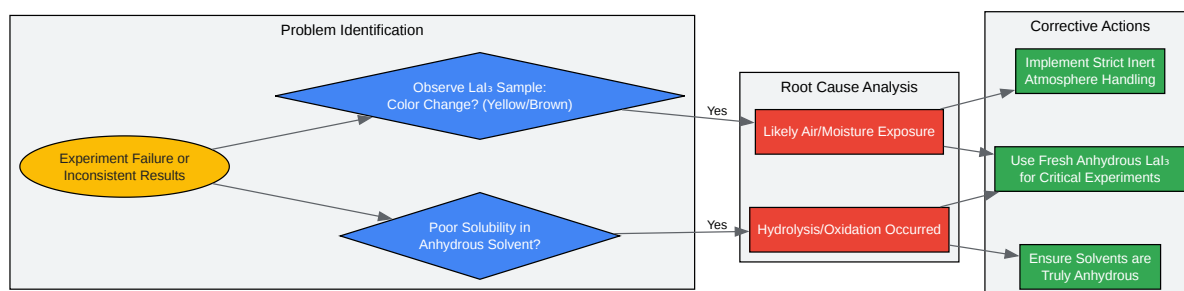 Problem Identification
Experiment Failure or
Inconsistent Results
Observe LaI₃ Sample:
Color Change? (Yellow/Brown)
Poor Solubility in
Anhydrous Solvent?
Yes
Yes
Root Cause Analysis
Likely Air/Moisture Exposure
Hydrolysis/Oxidation Occurred
Corrective Actions
Implement Strict Inert
Atmosphere Handling
Use Fresh Anhydrous LaI₃
for Critical Experiments
Ensure Solvents are
Truly Anhydrous